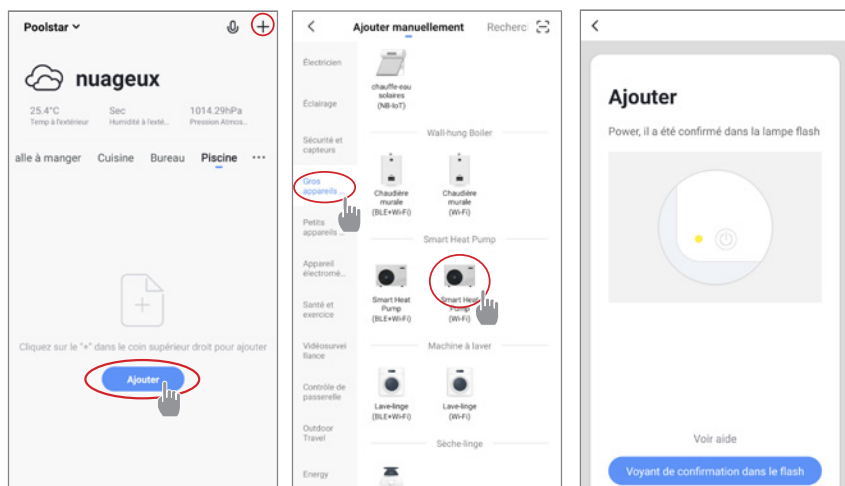 Poolstar
nuageux
25.4°C Sec 1014.29hPa
Temp à l'extérieur Humidité à l'exté... Pression Atmos...
alle à manger Cuisine Bureau Piscine ...
Cliquez sur le "+" dans le coin supérieur droit pour ajouter
Ajouter
Ajouter manuellement Recherc
Électricien
Éclairage
Sécurité et
capteurs
Gros
appareils ...
Petits
appareils ...
Appareil
électromé...
Santé et
exercice
Vidéosurvei
llance
Contrôle de
passerelle
Outdoor
Travel
Energy
chauffe-eau
solaires
(NB-IoT)
Wall-hung Boiler
Chaudière
murale
(BLE+Wi-Fi)
Chaudière
murale
(Wi-Fi)
Smart Heat Pump
Smart Heat
Pump
(BLE+Wi-Fi)
Smart Heat
Pump
(Wi-Fi)
Machine à laver
Lave-linge
(BLE+Wi-Fi)
Lave-linge
(Wi-Fi)
Sèche-linge
Ajouter
Power, il a été confirmé dans la lampe flash
Voir aide
Voyant de confirmation dans le flash